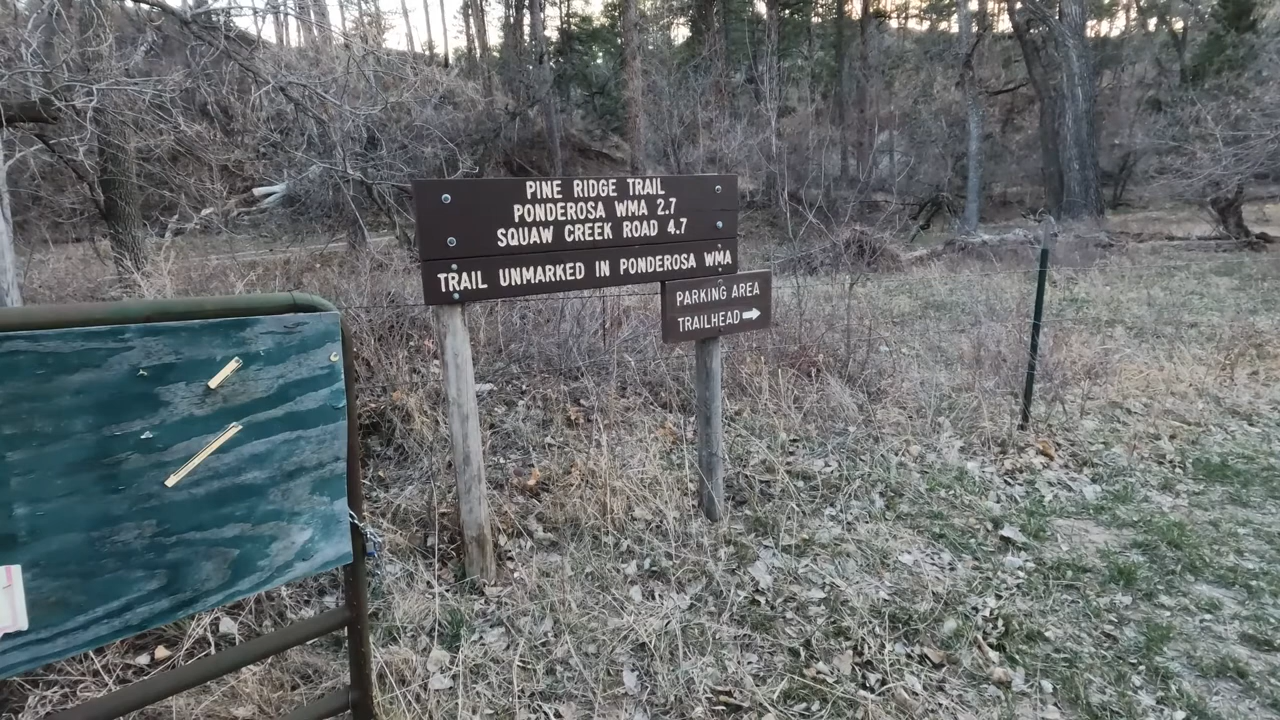 PINE RIDGE TRAIL
PONDEROSA WMA 2.7
SQUAW CREEK ROAD 4.7
TRAIL UNMARKED IN PONDEROSA WMA
PARKING AREA
TRAILHEAD